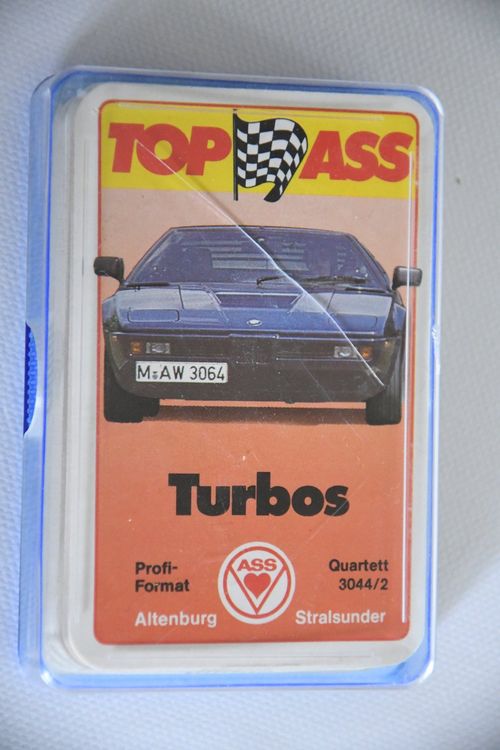 TOP ASS
M-AW 3064
Turbos
Profi-
Format
ASS
Quartett
3044/2
Altenburg Stralsunder